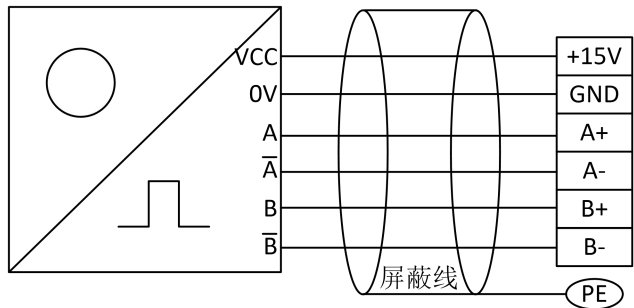 VCC +15V
0V GND
A A+
A̅ A-
B B+
B̅ B-
屏蔽线
PE